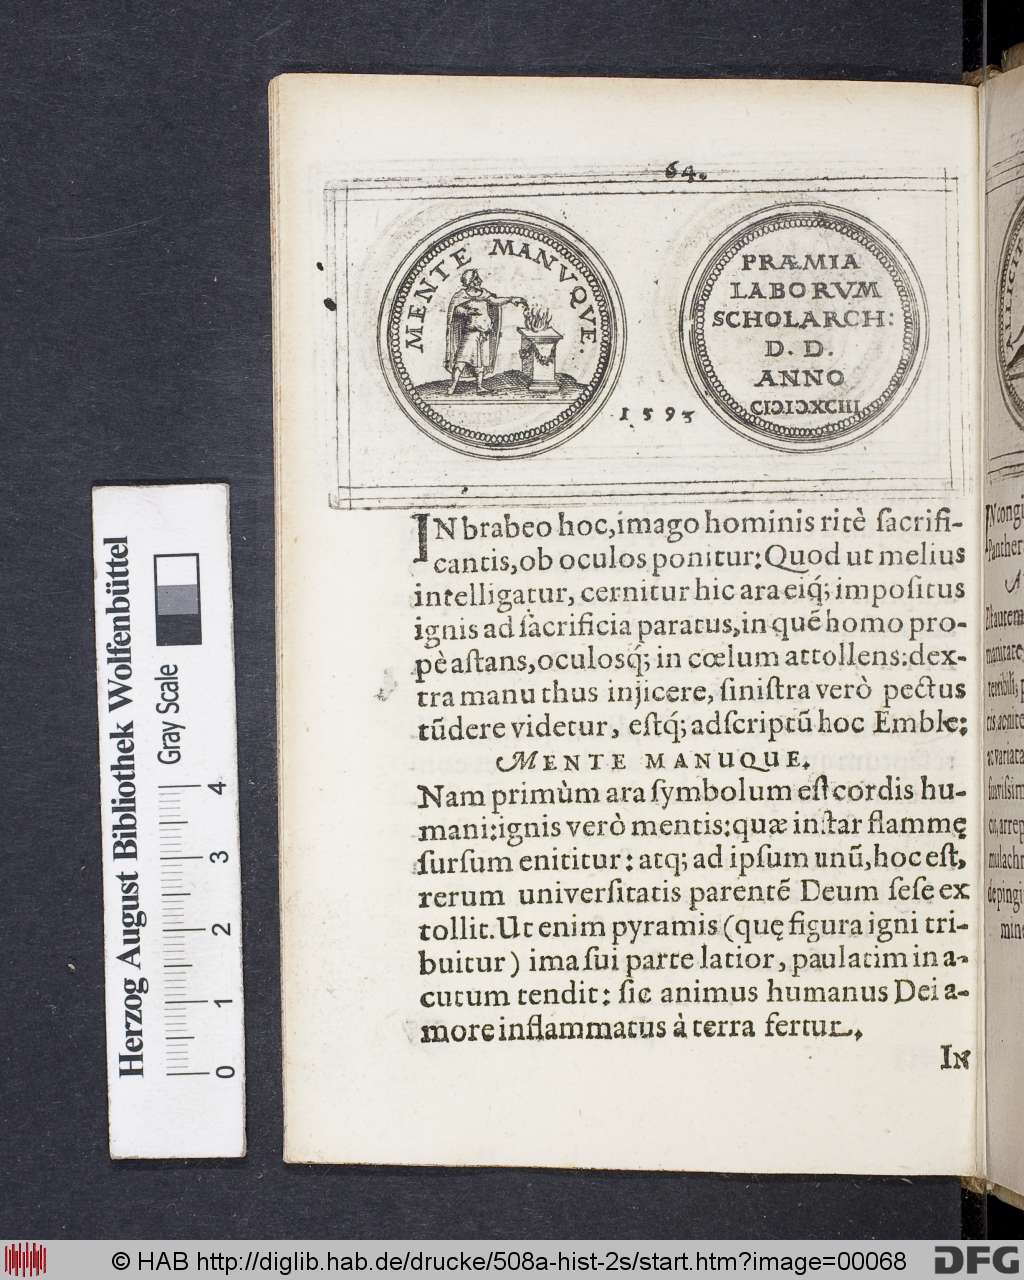 64.
MENTE MANVQVE.
PRÆMIA
LABORVM
SCHOLARCH:
D. D.
ANNO
CIↃIↃXCIII
1593
IN brabeo hoc, imago hominis ritè ſacrifi-
cantis, ob oculos ponitur: Quod ut melius
intelligatur, cernitur hic ara eiq́; impoſitus
ignis ad ſacrificia paratus, in quẽ homo pro-
pè aſtans, oculosq́; in cœlum attollens: dex-
tra manu thus injicere, ſiniſtra verò pectus
tũdere videtur, eſtq́; adſcriptũ hoc Emble:
MENTE MANUQUE.
Nam primùm ara ſymbolum eſt cordis hu-
mani: ignis verò mentis: quæ inſtar flammę
ſurſum enititur: atq; ad ipſum unũ, hoc eſt,
rerum univerſitatis parentẽ Deum ſeſe ex
tollit. Ut enim pyramis (quę figura igni tri-
buitur) ima ſui parte latior, paulatim in a-
cutum tendit: ſic animus humanus Dei a-
more inflammatus à terra fertur.
IN
Herzog August Bibliothek Wolfenbüttel
Gray Scale
0 1 2 3 4
© HAB http://diglib.hab.de/drucke/508a-hist-2s/start.htm?image=00068
DFG